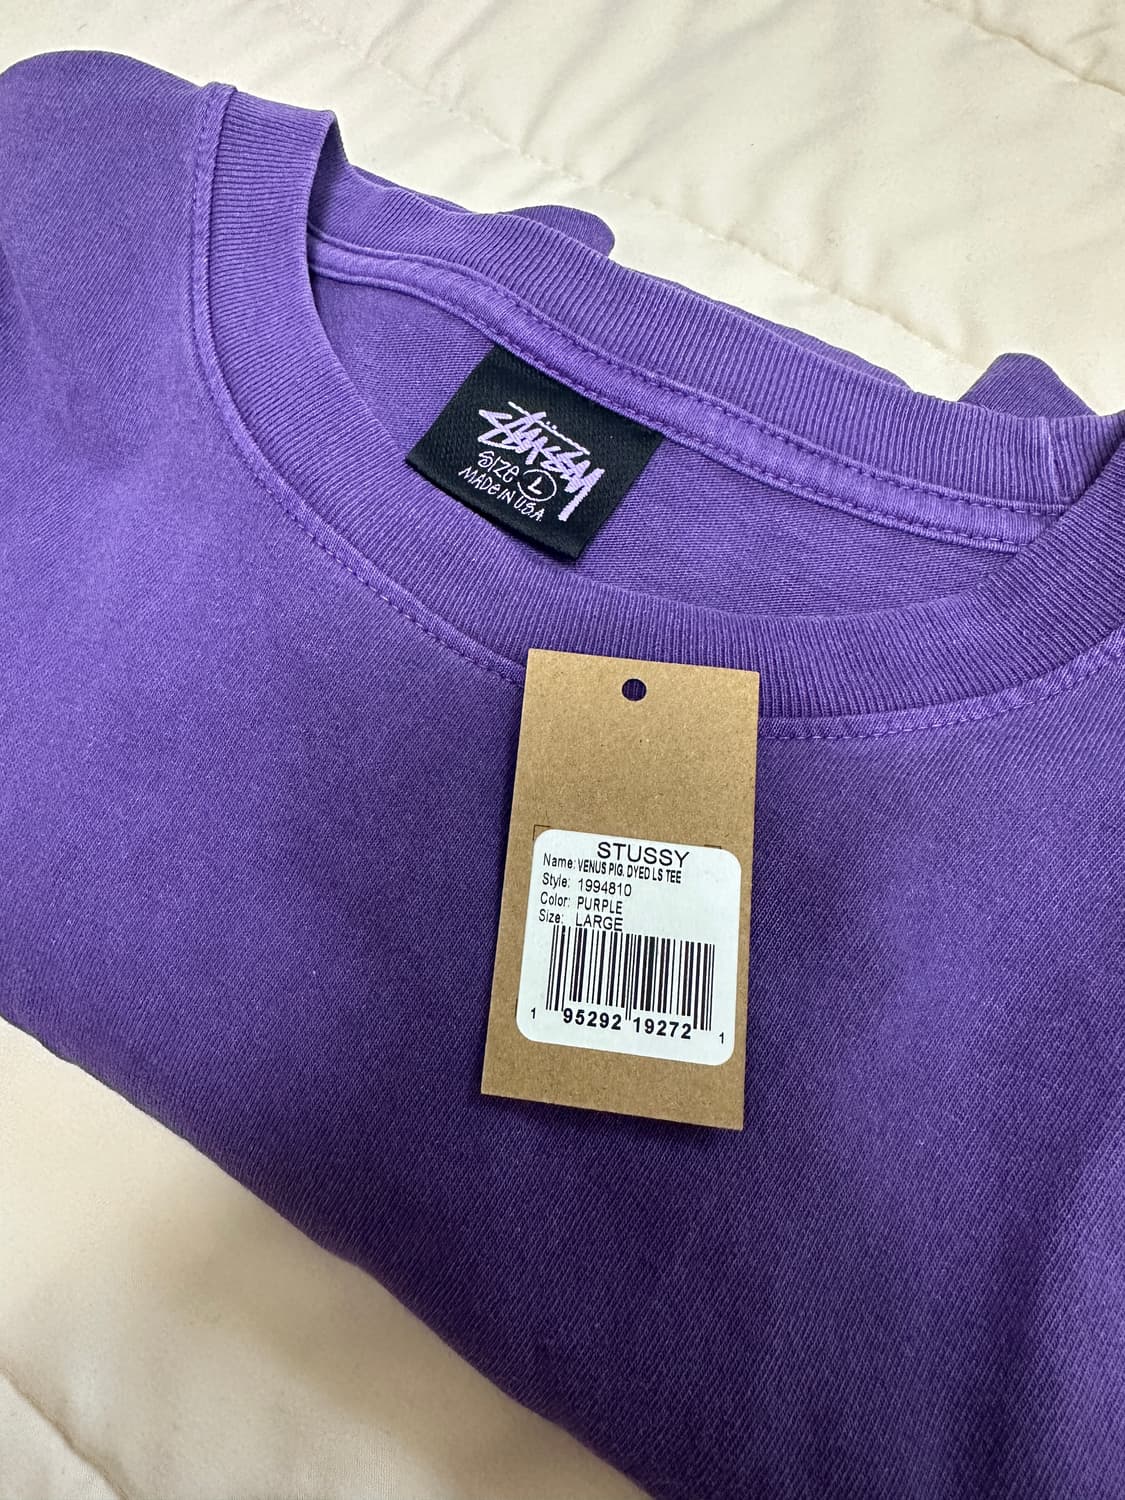 STUSSY
SIZE L
MADE IN U.S.A.
STUSSY
Name: VENUS PIG. DYED LS TEE
Style: 1994810
Color: PURPLE
Size: LARGE
1 95292 19272 1